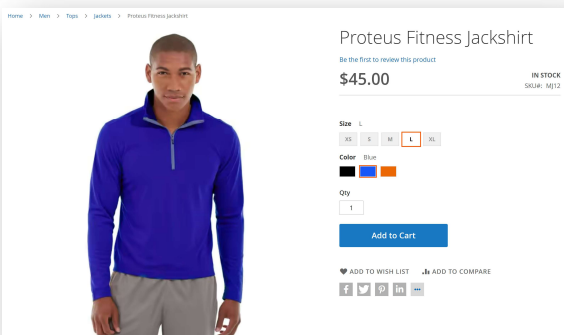 Home > Men > Tops > Jackets > Proteus Fitness Jackshirt
Proteus Fitness Jackshirt
Be the first to review this product
$45.00
IN STOCK
SKU#: MJ12
Size L
XS S M L XL
Color Blue
Qty
1
Add to Cart
ADD TO WISH LIST ADD TO COMPARE